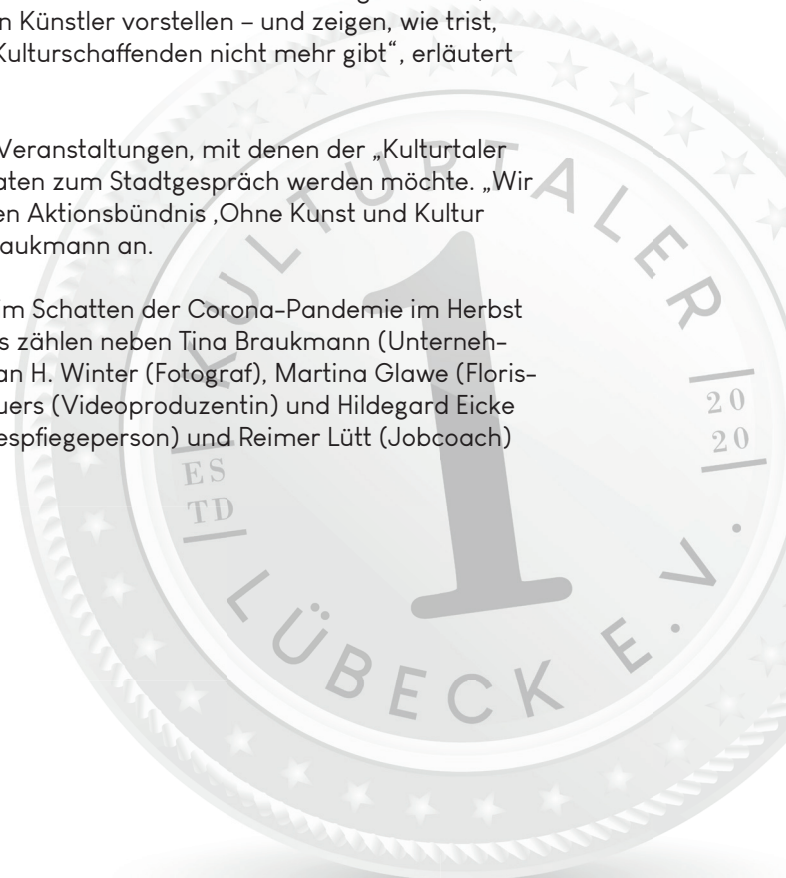 n Künstler vorstellen – und zeigen, wie trist,
Kulturschaffenden nicht mehr gibt“, erläutert
Veranstaltungen, mit denen der „Kulturtaler
aten zum Stadtgespräch werden möchte. „Wir
en Aktionsbündnis ‚Ohne Kunst und Kultur
aukmann an.
im Schatten der Corona-Pandemie im Herbst
s zählen neben Tina Braukmann (Unterneh-
an H. Winter (Fotograf), Martina Glawe (Floris-
uers (Videoproduzentin) und Hildegard Eicke
espfiegeperson) und Reimer Lütt (Jobcoach)
KULTURTALER
1
ES
TD
20
20
LÜBECK E.V.